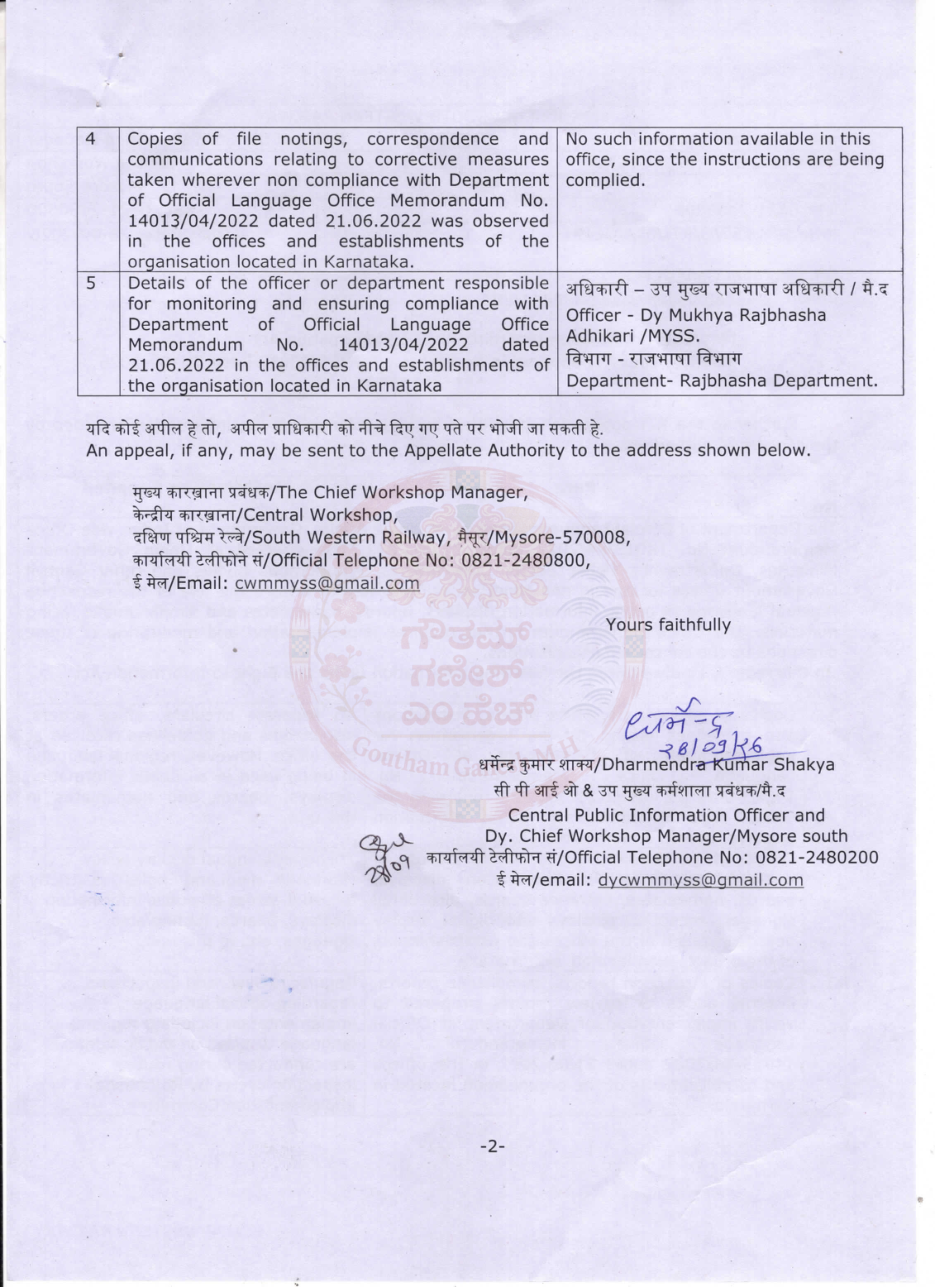 4 Copies of file notings, correspondence and
communications relating to corrective measures
taken wherever non compliance with Department
of Official Language Office Memorandum No.
14013/04/2022 dated 21.06.2022 was observed
in the offices and establishments of the
organisation located in Karnataka.
No such information available in this
office, since the instructions are being
complied.
5 Details of the officer or department responsible
for monitoring and ensuring compliance with
Department of Official Language Office
Memorandum No. 14013/04/2022 dated
21.06.2022 in the offices and establishments of
the organisation located in Karnataka
अधिकारी – उप मुख्य राजभाषा अधिकारी / मै.द
Officer - Dy Mukhya Rajbhasha
Adhikari /MYSS.
विभाग - राजभाषा विभाग
Department- Rajbhasha Department.
यदि कोई अपील हे तो, अपील प्राधिकारी को नीचे दिए गए पते पर भोजी जा सकती हे.
An appeal, if any, may be sent to the Appellate Authority to the address shown below.
मुख्य कारख़ाना प्रबंधक/The Chief Workshop Manager,
केन्द्रीय कारख़ाना/Central Workshop,
दक्षिण पश्चिम रेल्वे/South Western Railway, मैसूर/Mysore-570008,
कार्यालयी टेलीफोने सं/Official Telephone No: 0821-2480800,
ई मेल/Email: cwmmyss@gmail.com
Yours faithfully
ಗೌತಮ್
ಗಣೇಶ್
ಎಂ ಹೆಚ್
Goutham Ganesh M H
धर्मेन्द्र कुमार शाक्य/Dharmendra Kumar Shakya
सी पी आई ओ & उप मुख्य कर्मशाला प्रबंधक/मै.द
Central Public Information Officer and
Dy. Chief Workshop Manager/Mysore south
28/09
कार्यालयी टेलीफोन सं/Official Telephone No: 0821-2480200
ई मेल/email: dycwmmyss@gmail.com
-2-